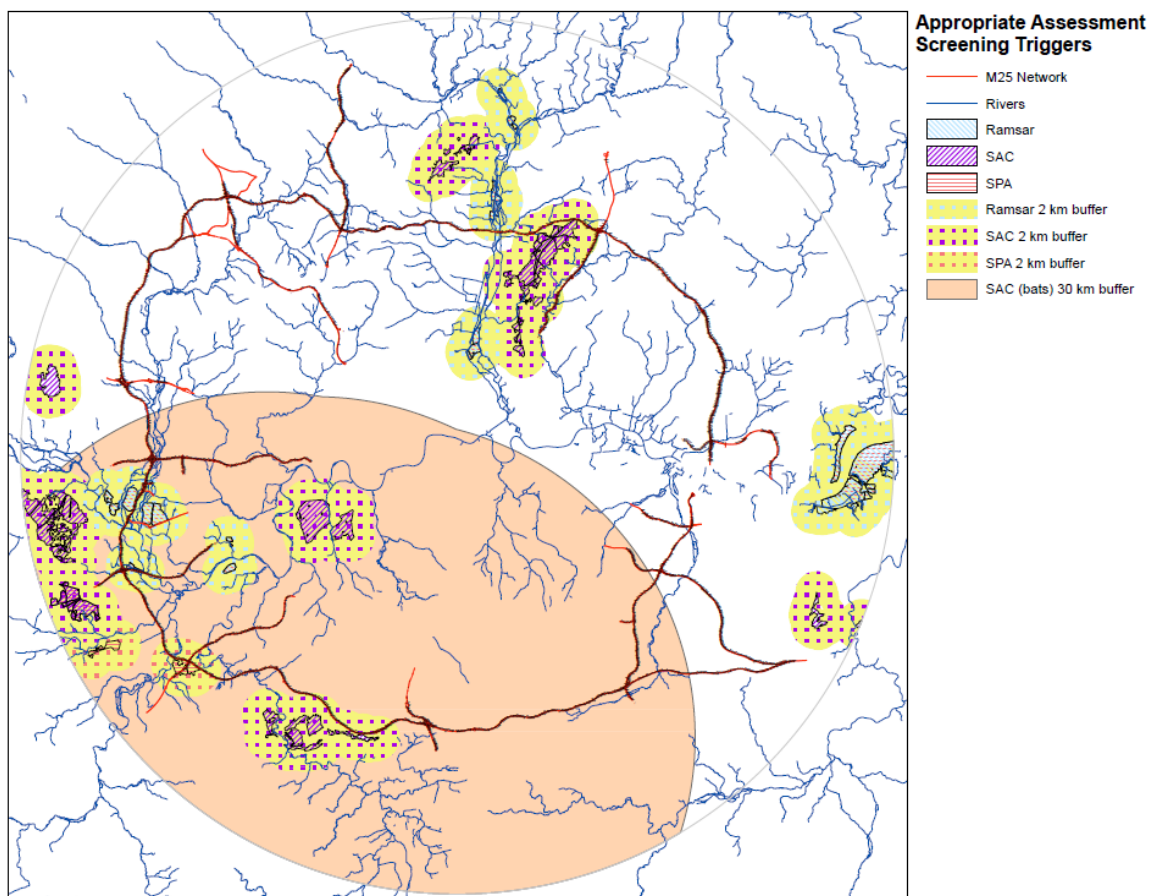 Appropriate Assessment
Screening Triggers
M25 Network
Rivers
Ramsar
SAC
SPA
Ramsar 2 km buffer
SAC 2 km buffer
SPA 2 km buffer
SAC (bats) 30 km buffer